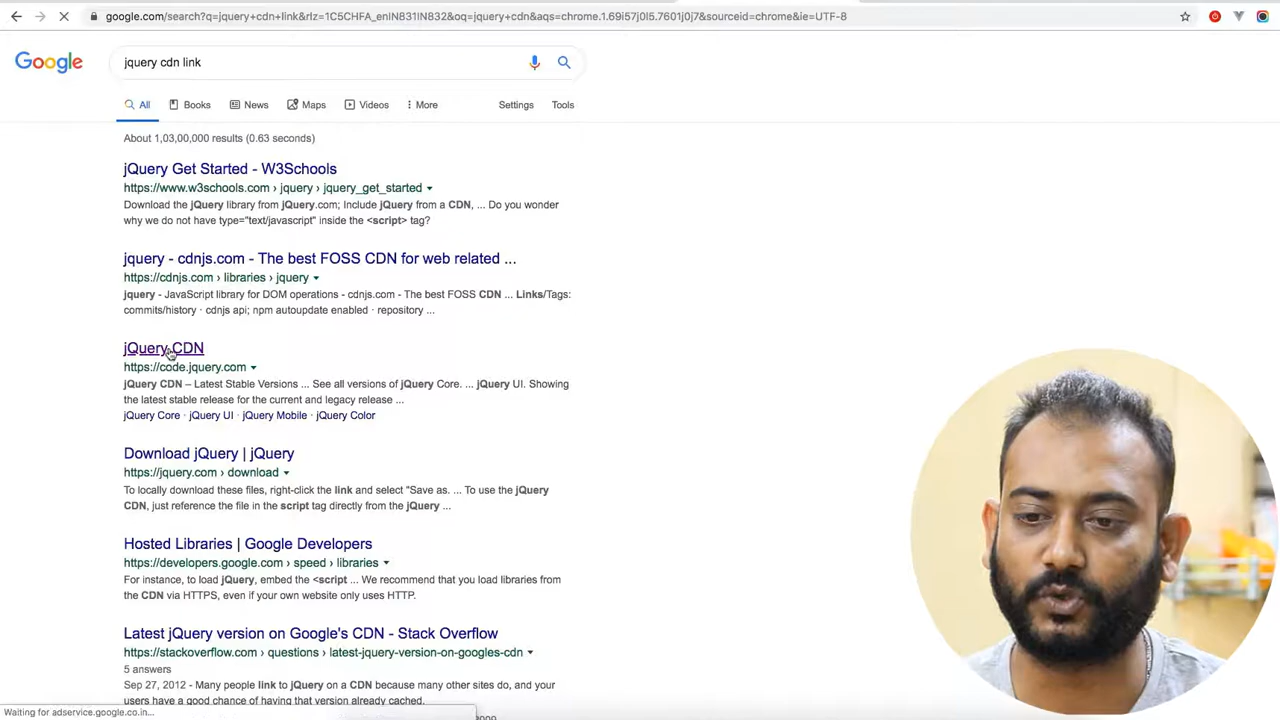 google.com/search?q=jquery+cdn+link&rlz=1C5CHFA_enIN831IN832&oq=jquery+cdn&aqs=chrome.1.69i57j0l5.7601j0j7&sourceid=chrome&ie=UTF-8
Google
jquery cdn link
All Books News Maps Videos More Settings Tools
About 1,03,00,000 results (0.63 seconds)
jQuery Get Started - W3Schools
https://www.w3schools.com › jquery › jquery_get_started
Download the jQuery library from jQuery.com; Include jQuery from a CDN, ... Do you wonder
why we do not have type="text/javascript" inside the <script> tag?
jquery - cdnjs.com - The best FOSS CDN for web related ...
https://cdnjs.com › libraries › jquery
jquery - JavaScript library for DOM operations - cdnjs.com - The best FOSS CDN ... Links/Tags:
commits/history · cdnjs api; npm autoupdate enabled · repository ...
jQuery CDN
https://code.jquery.com
jQuery CDN – Latest Stable Versions ... See all versions of jQuery Core. ... jQuery UI. Showing
the latest stable release for the current and legacy release ...
jQuery Core · jQuery UI · jQuery Mobile · jQuery Color
Download jQuery | jQuery
https://jquery.com › download
To locally download these files, right-click the link and select "Save as. ... To use the jQuery
CDN, just reference the file in the script tag directly from the jQuery ...
Hosted Libraries | Google Developers
https://developers.google.com › speed › libraries
For instance, to load jQuery, embed the <script ... We recommend that you load libraries from
the CDN via HTTPS, even if your own website only uses HTTP.
Latest jQuery version on Google's CDN - Stack Overflow
https://stackoverflow.com › questions › latest-jquery-version-on-googles-cdn
5 answers
Sep 27, 2012 - Many people link to jQuery on a CDN because many other sites do, and your
users have a good chance of having that version already cached.
Waiting for adservice.google.co.in...